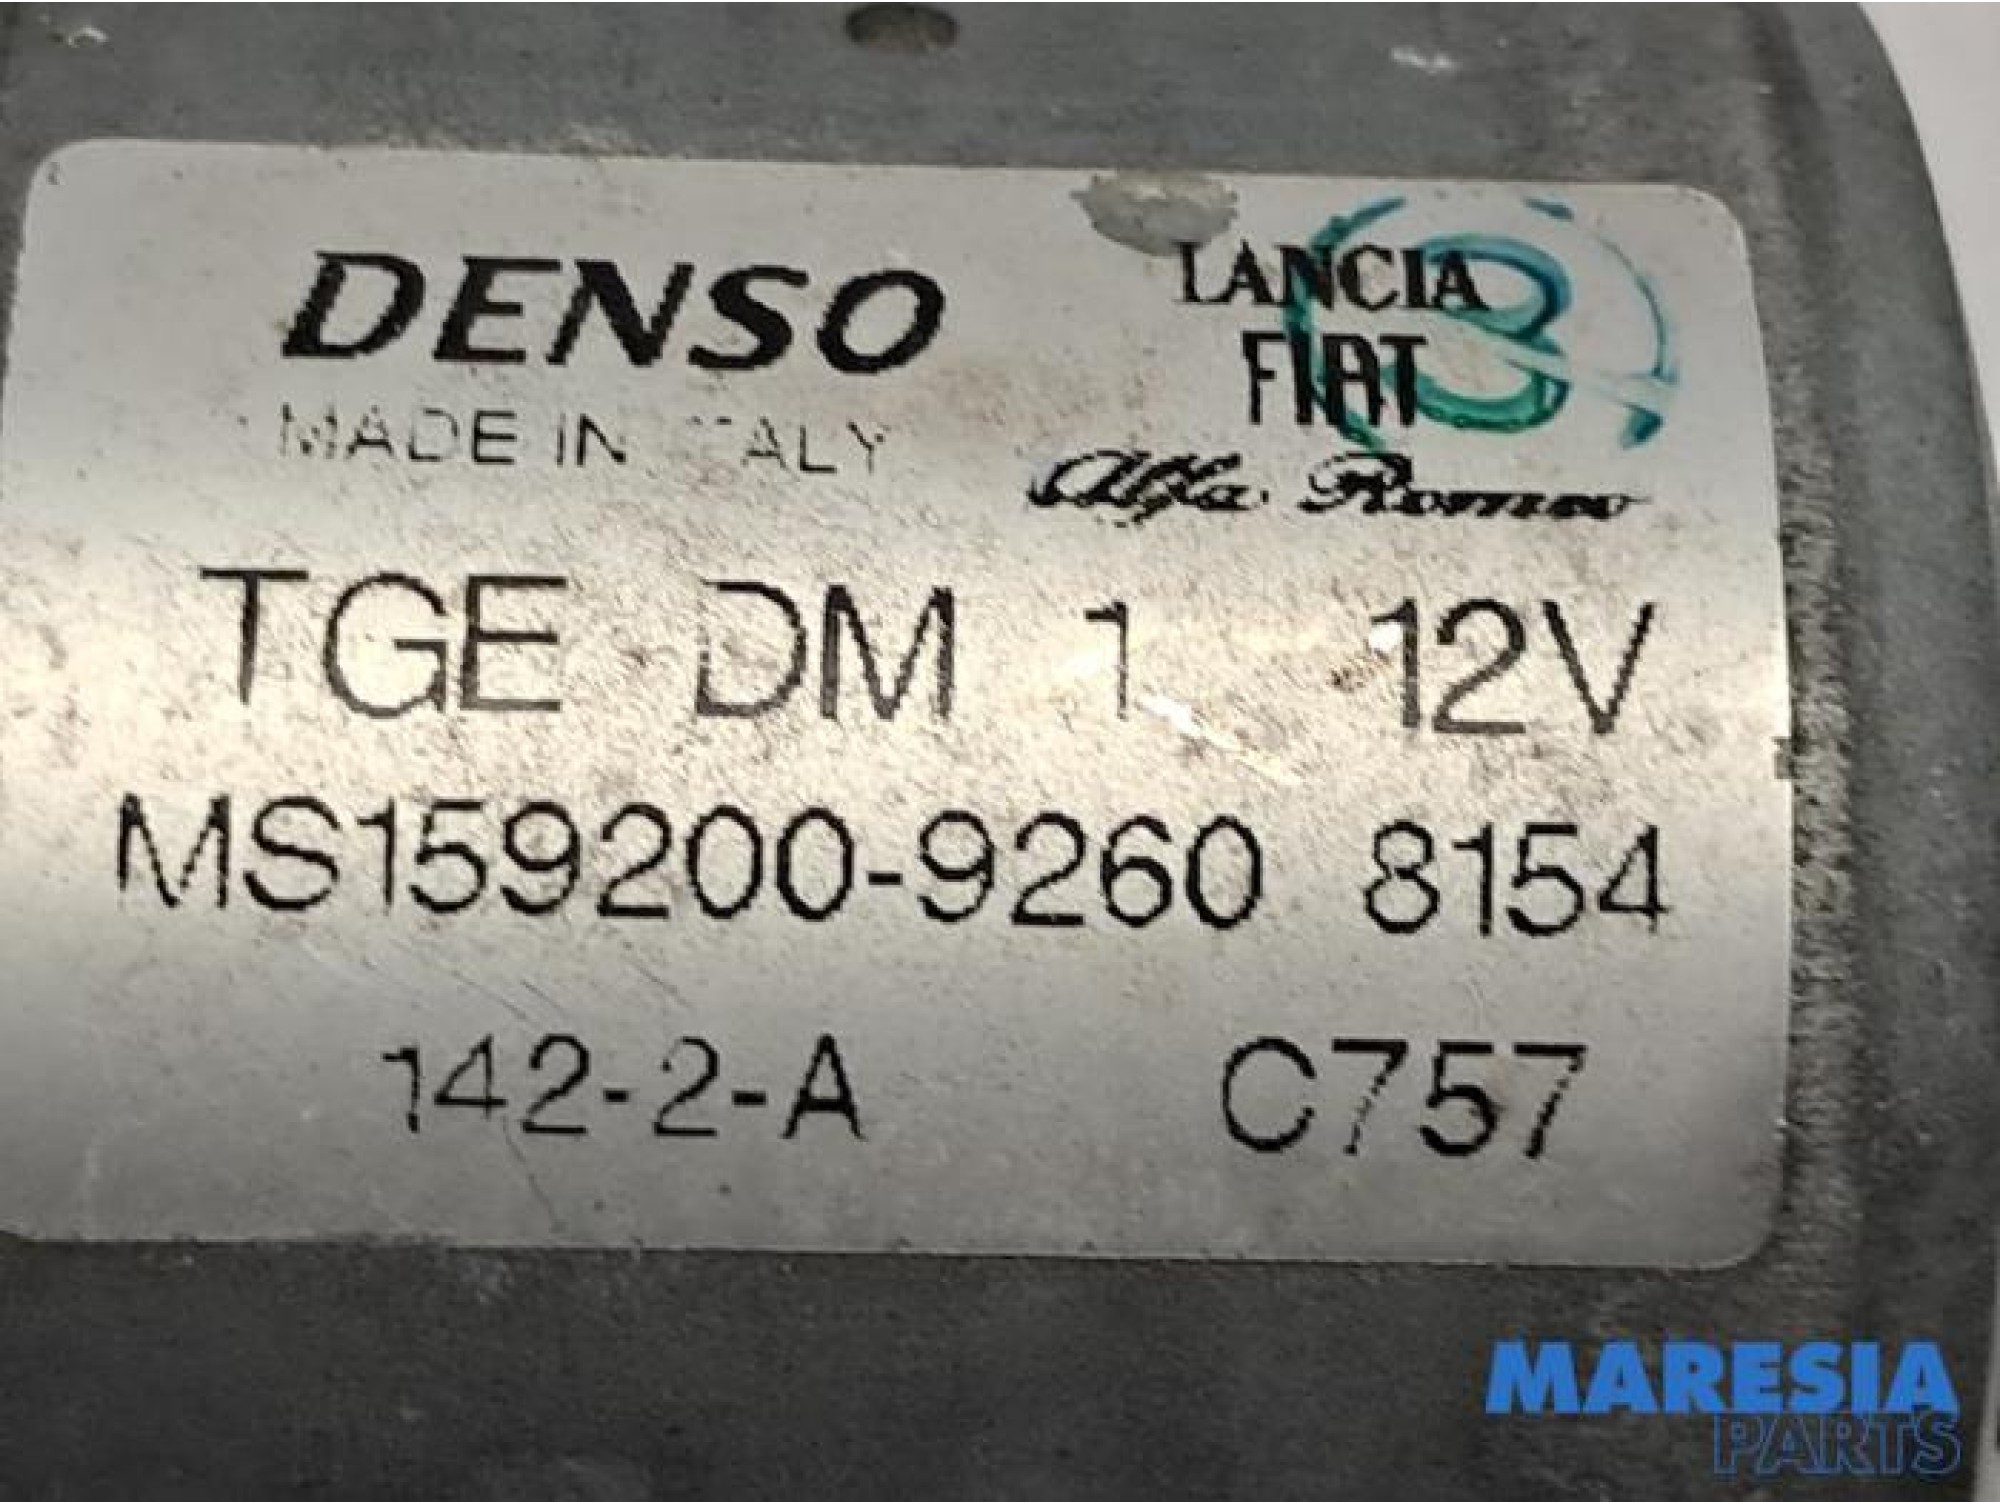 DENSO
MADE IN ITALY
LANCIA
FIAT
Alfa Romeo
3
TGE DM 1 12V
MS159200-9260 8154
142-2-A C757
MARESIA
PARTS